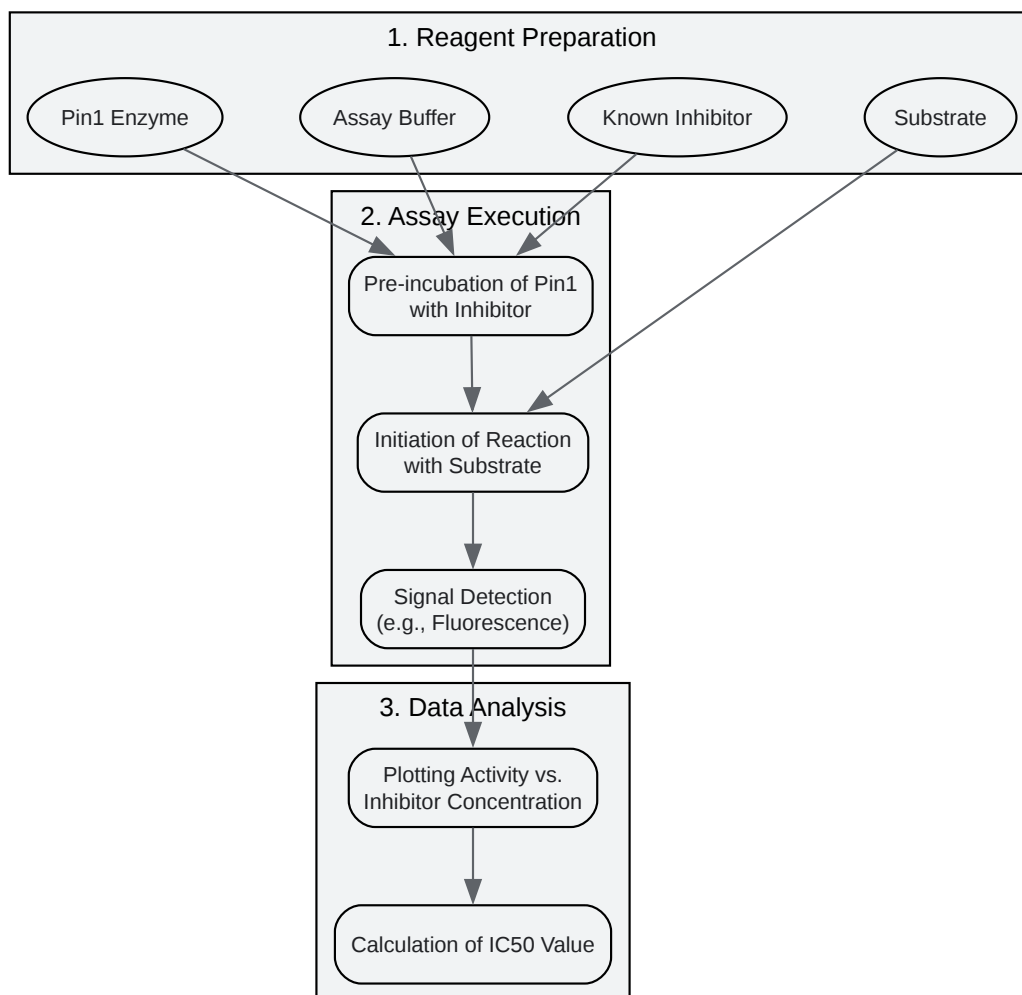 1. Reagent Preparation
Pin1 Enzyme
Assay Buffer
Known Inhibitor
Substrate
2. Assay Execution
Pre-incubation of Pin1
with Inhibitor
Initiation of Reaction
with Substrate
Signal Detection
(e.g., Fluorescence)
3. Data Analysis
Plotting Activity vs.
Inhibitor Concentration
Calculation of IC50 Value